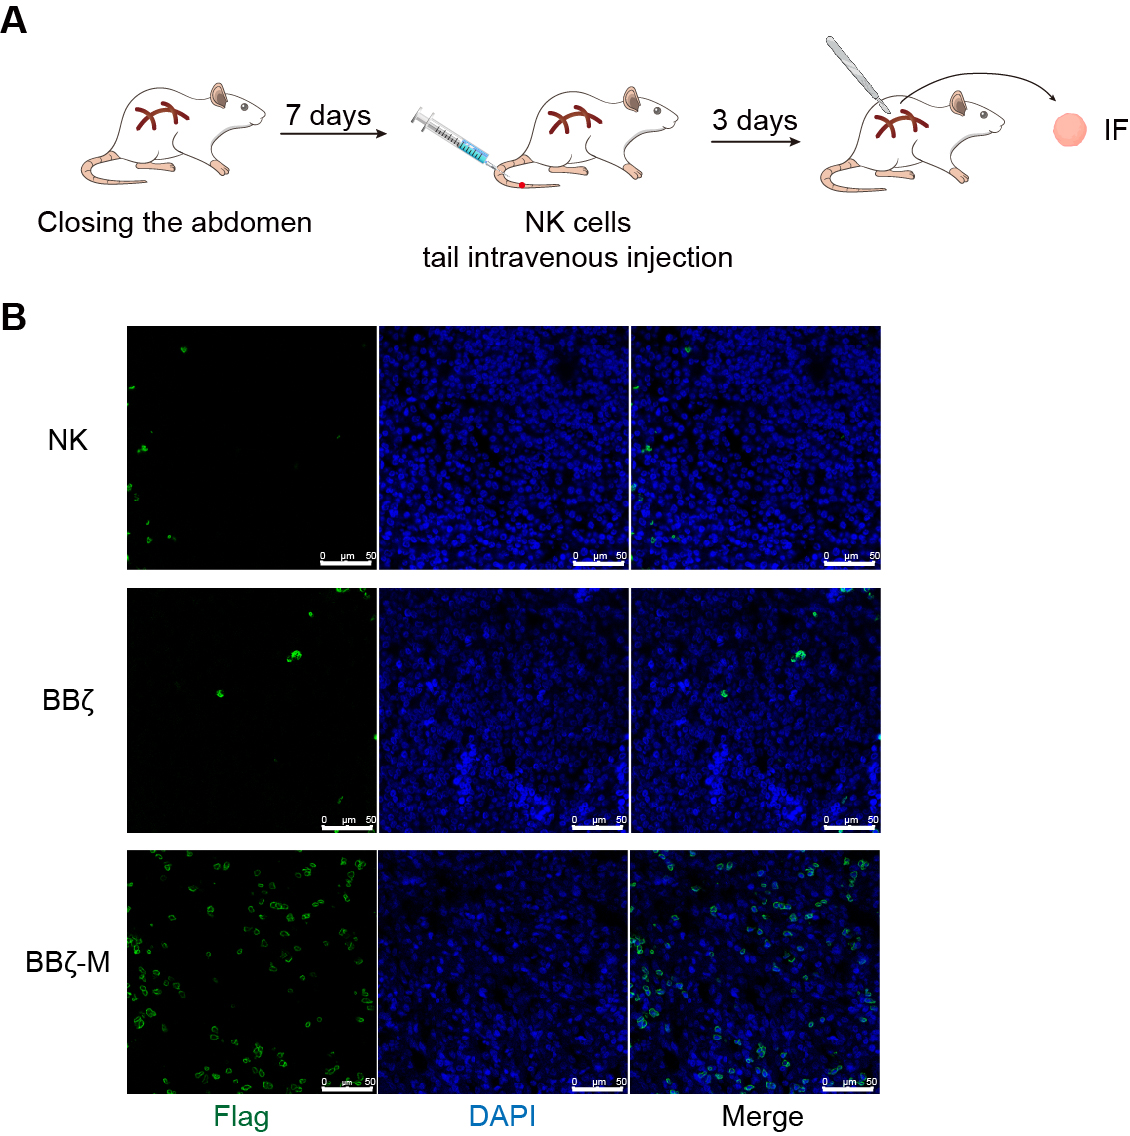 A
7 days
3 days
IF
Closing the abdomen
NK cells
tail intravenous injection
B
NK
0 µm 50
0 µm 50
0 µm 50
BBζ
0 µm 50
0 µm 50
0 µm 50
BBζ-M
0 µm 50
0 µm 50
0 µm 50
Flag
DAPI
Merge